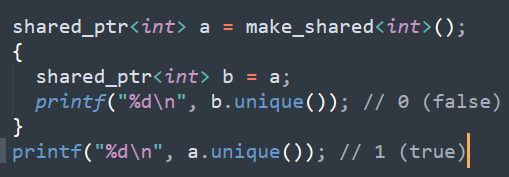 shared_ptr<int> a = make_shared<int>();
{
  shared_ptr<int> b = a;
  printf("%d\n", b.unique()); // 0 (false)
}
printf("%d\n", a.unique()); // 1 (true)